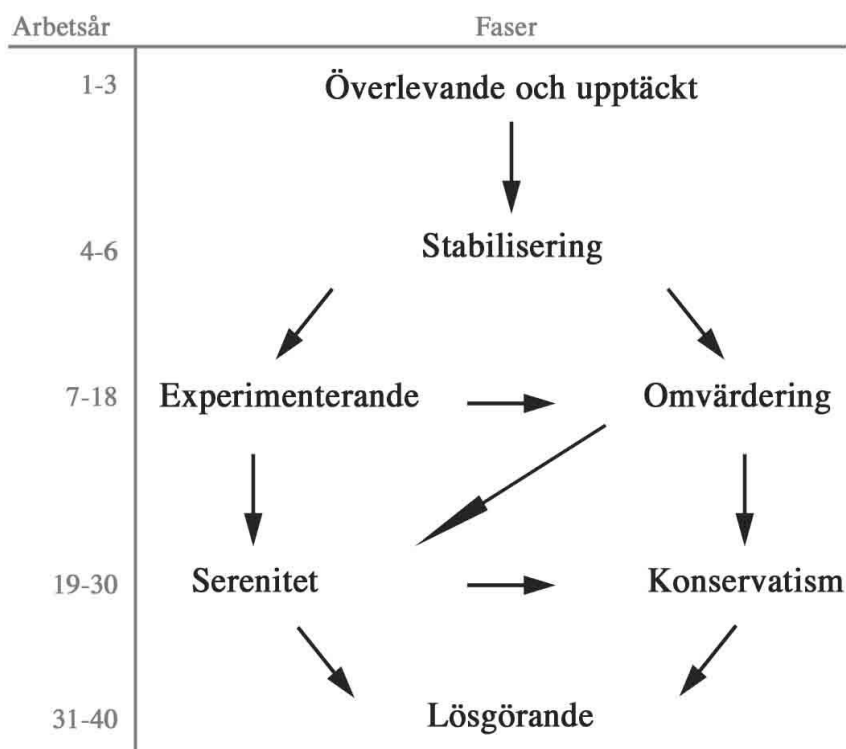 Arbetsår Faser
1-3 Överlevande och upptäckt
4-6 Stabilisering
7-18 Experimenterande Omvärdering
19-30 Serenitet Konservatism
31-40 Lösgörande